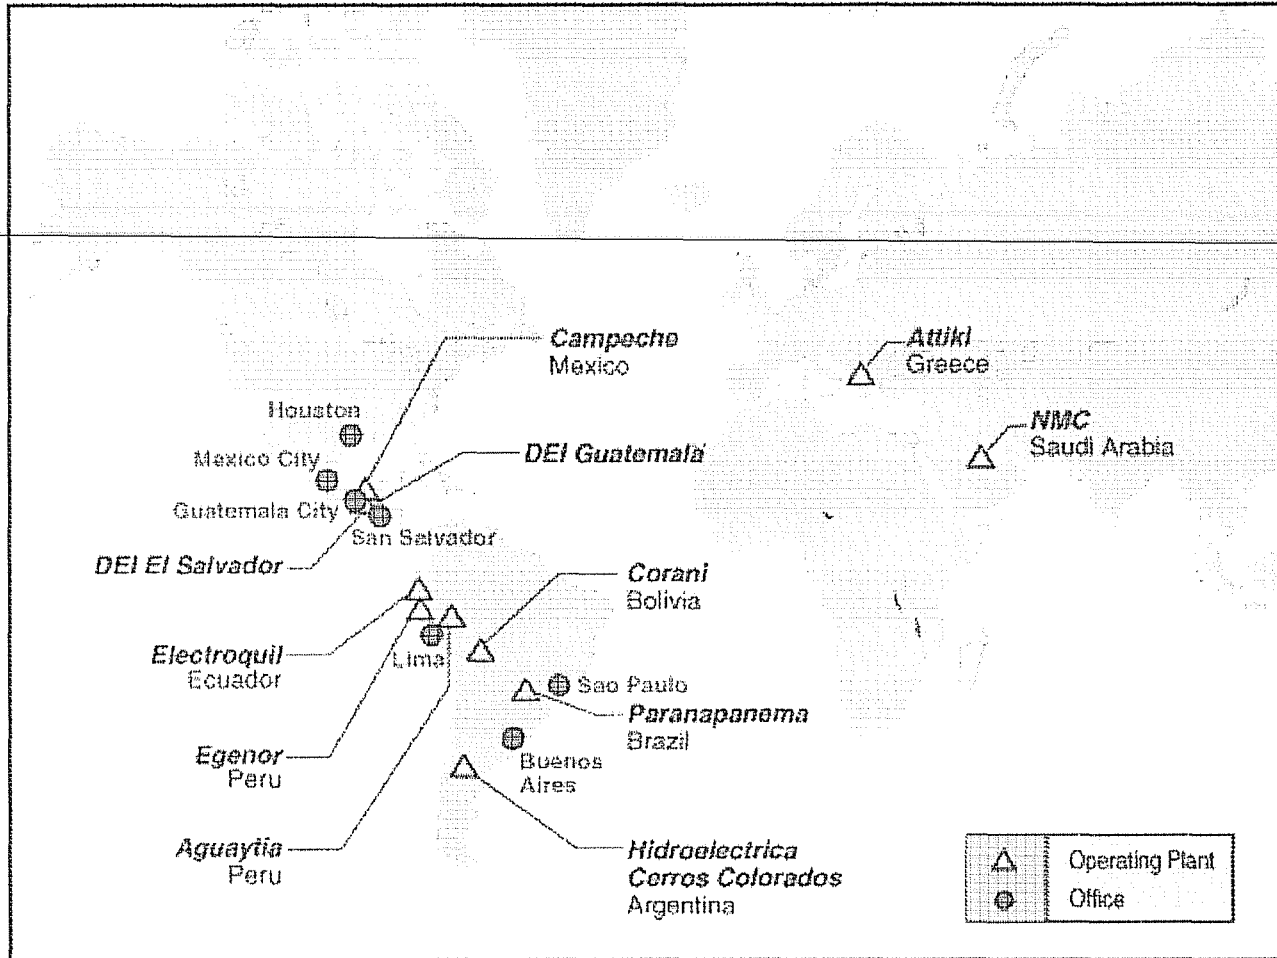 Campeche
Mexico
Attiki
Greece
Houston
NMC
Saudi Arabia
Mexico City
DEI Guatemala
Guatemala City
San Salvador
DEI El Salvador
Corani
Bolivia
Electroquil
Ecuador
Lima
Sao Paulo
Paranapanema
Brazil
Egenor
Peru
Buenos
Aires
Aguaytia
Peru
Hidroelectrica
Cerros Colorados
Argentina
Operating Plant
Office